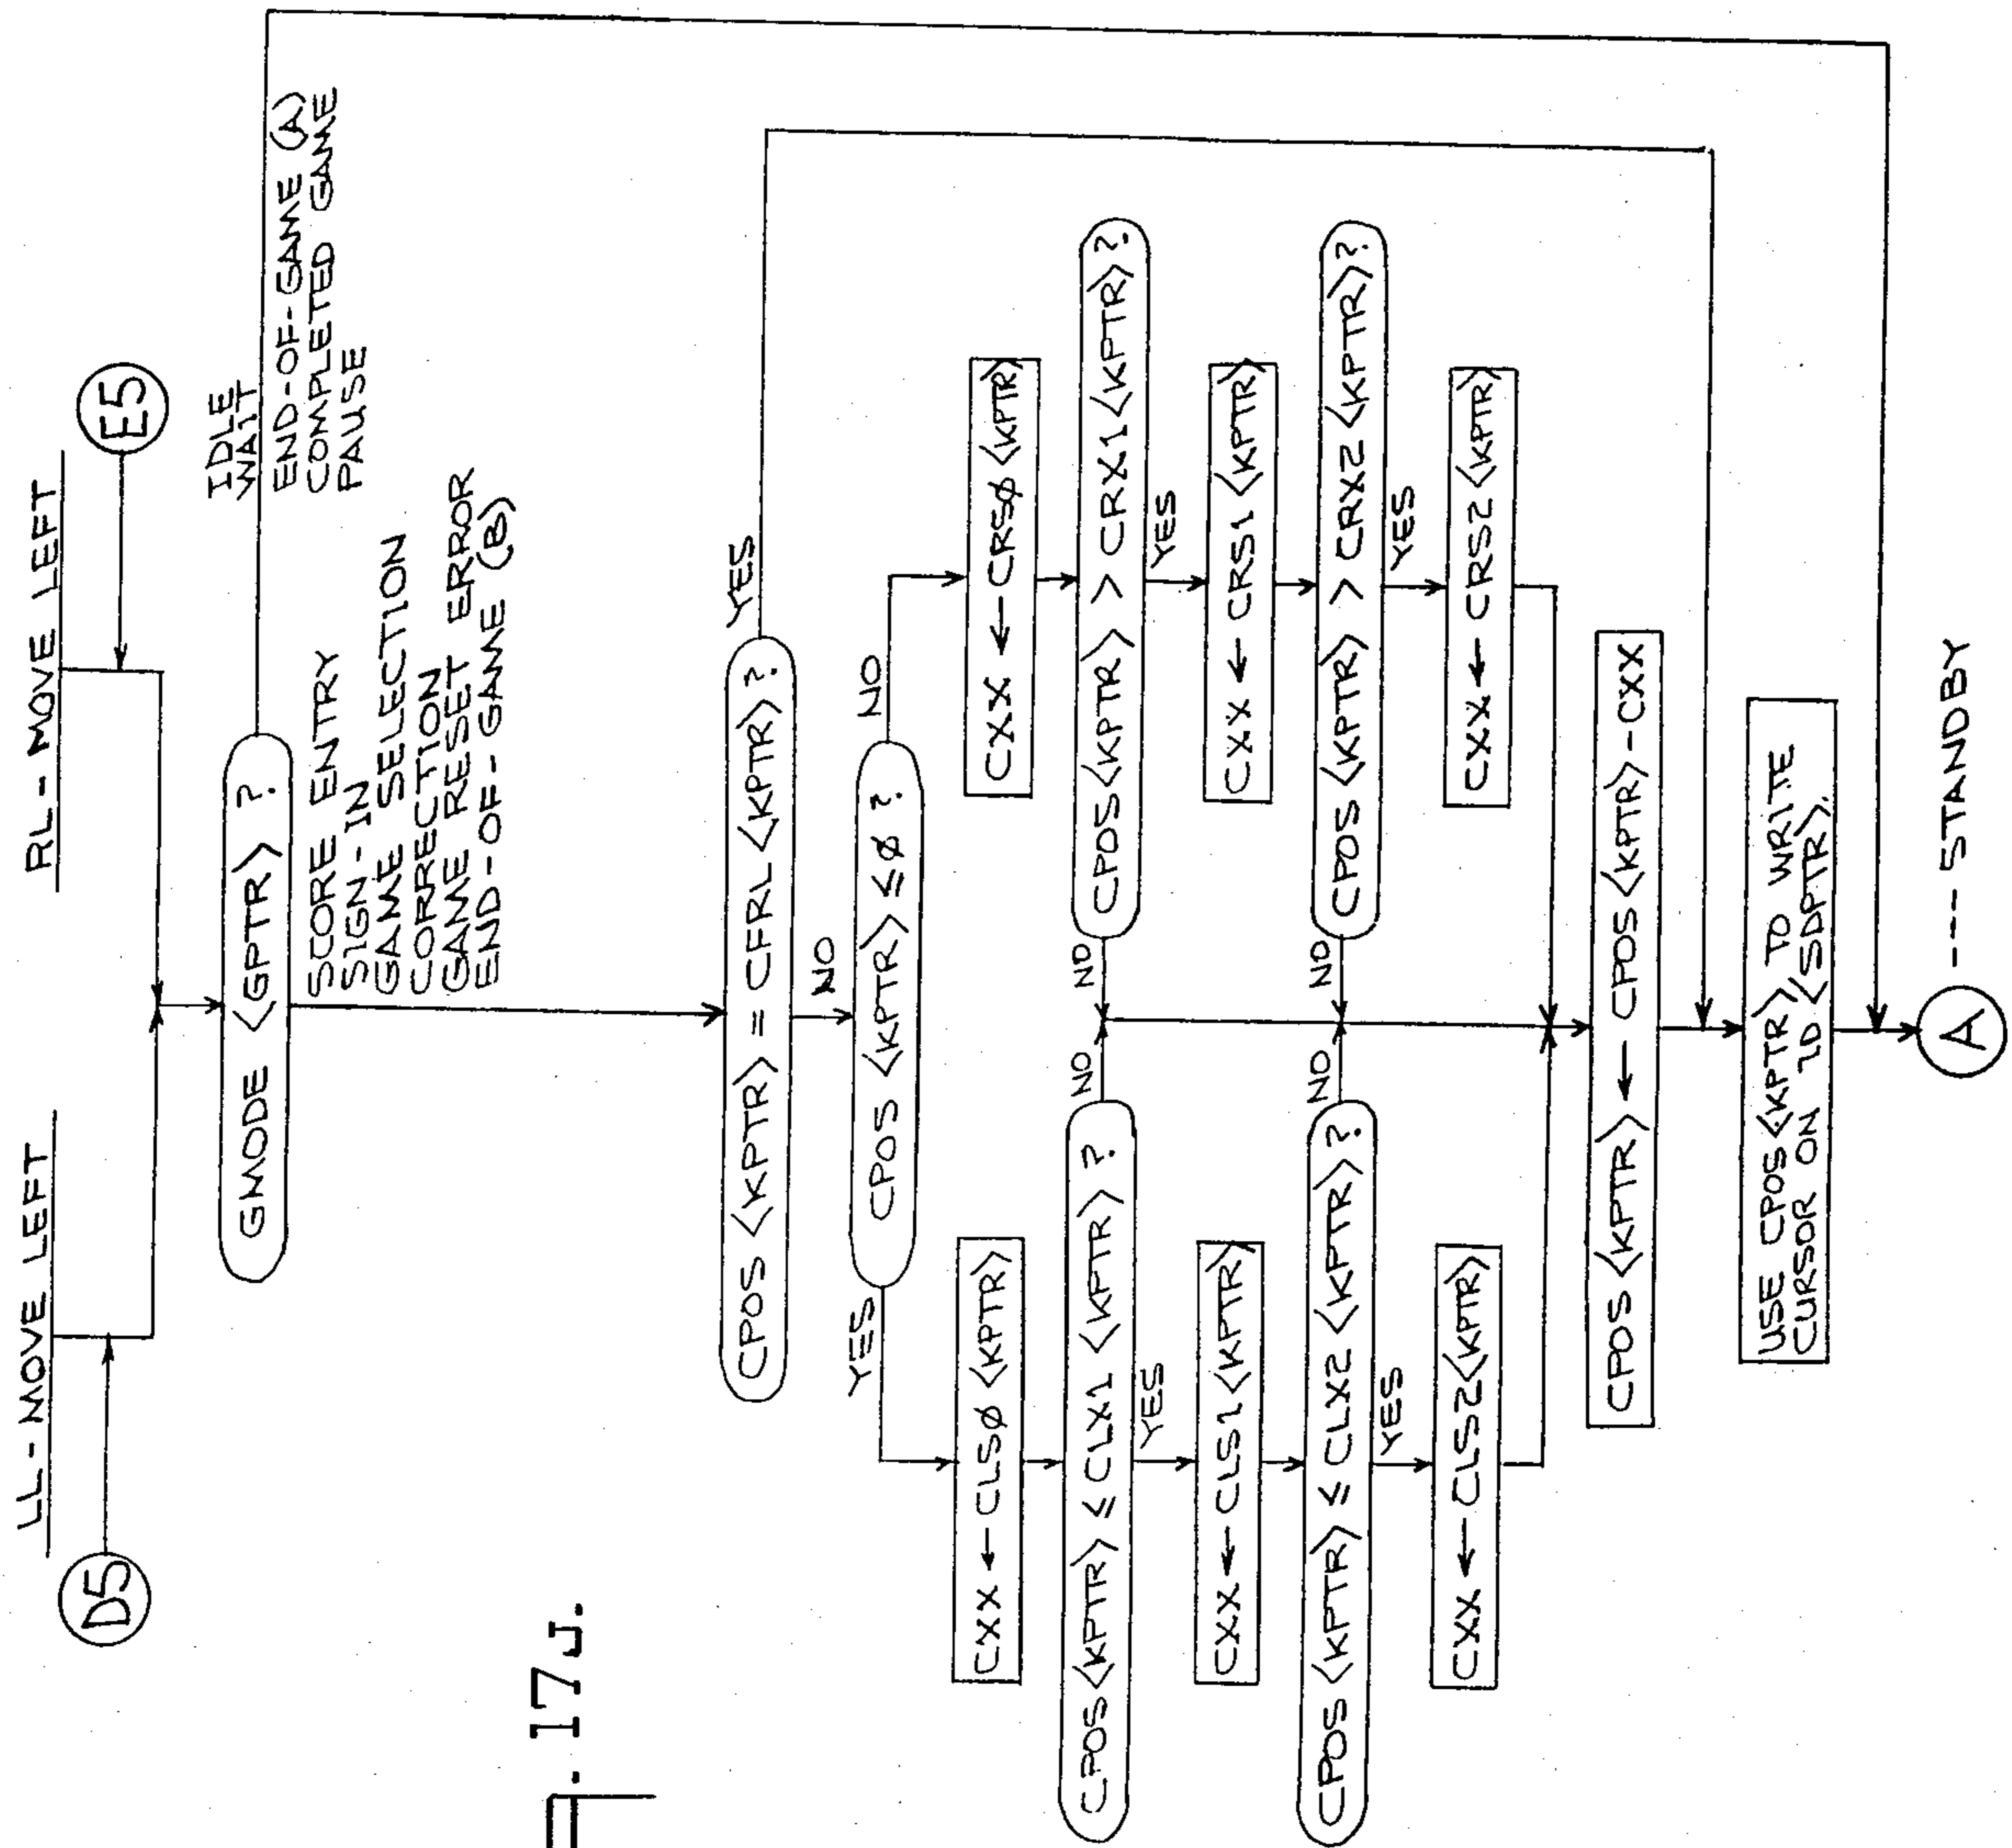 LL-MOVE LEFT
RL-MOVE LEFT
D5
E5
GMODE <GPTR> ?
IDLE
WAIT
END-OF-GAME (A)
COMPLETED GAME
PAUSE
SCORE ENTRY
SIGN-IN
GAME SELECTION
CORRECTION
GAME RESET ERROR
END-OF-GAME (B)
CPOS <KPTR> = CFRL <KPTR> ?
YES
NO
CPOS <KPTR> ≤ Ø ?
YES
NO
CXX ← CLSØ <KPTR>
CXX ← CRSØ <KPTR>
CPOS <KPTR> ≤ CLX1 <KPTR> ?
NO
NO
CPOS <KPTR> > CRX1 <KPTR> ?
YES
YES
CXX ← CLS1 <KPTR>
CXX ← CRS1 <KPTR>
CPOS <KPTR> ≤ CLX2 <KPTR> ?
NO
NO
CPOS <KPTR> > CRX2 <KPTR> ?
YES
YES
CXX ← CLS2 <KPTR>
CXX ← CRS2 <KPTR>
CPOS <KPTR> ← CPOS <KPTR> - CXX
USE CPOS <KPTR> TO WRITE
CURSOR ON LD <SDPTR>.
A ---- STANDBY
. 17J.